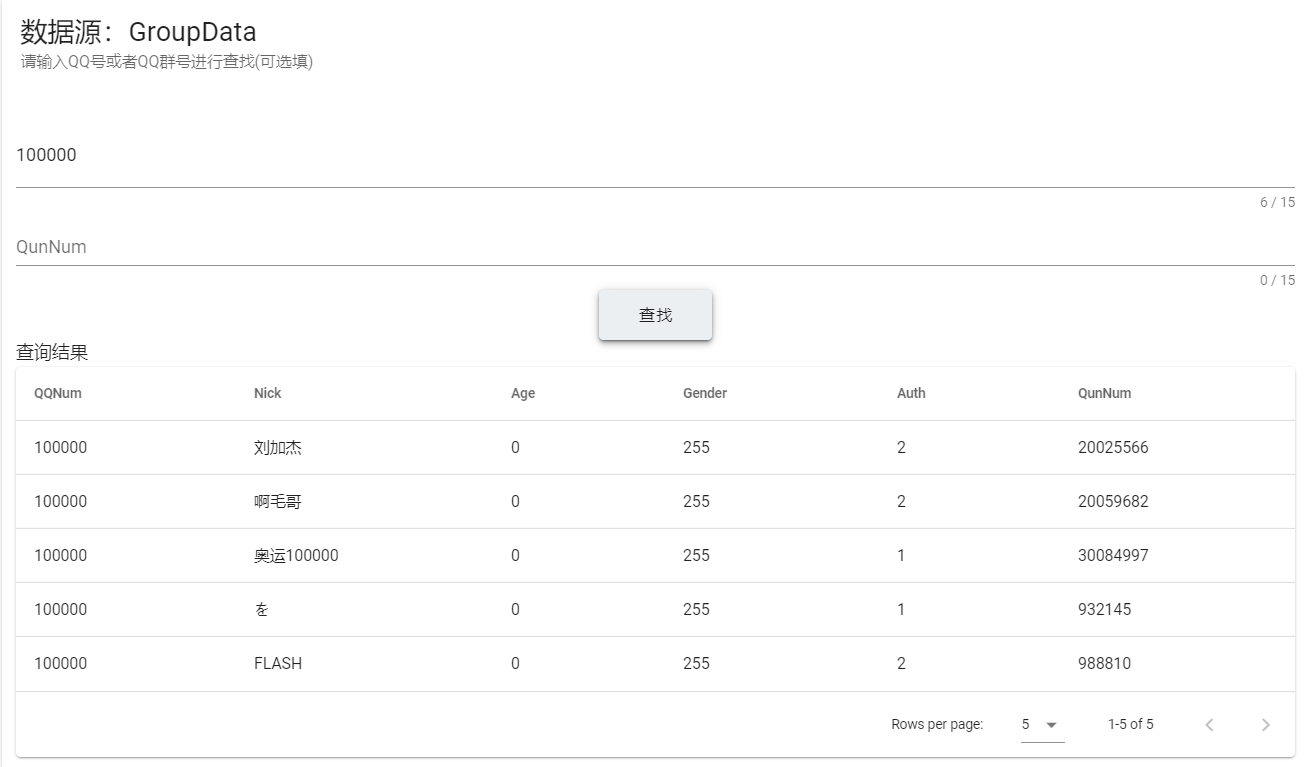 数据源：GroupData
请输入QQ号或者QQ群号进行查找(可选填)
100000
6 / 15
QunNum
0 / 15
查找
查询结果
QQNum Nick Age Gender Auth QunNum
100000 刘加杰 0 255 2 20025566
100000 啊毛哥 0 255 2 20059682
100000 奥运100000 0 255 1 30084997
100000 を 0 255 1 932145
100000 FLASH 0 255 2 988810
Rows per page: 5 1-5 of 5